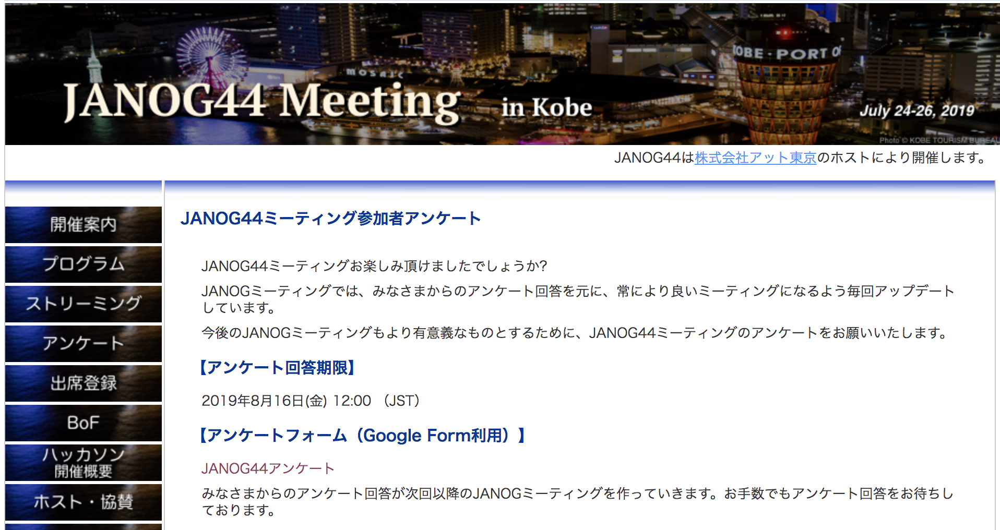 MOSAIC
KOBE・PORT OF
JANOG44 Meeting in Kobe
July 24-26, 2019
Photo © KOBE TOURISM BUREAU
JANOG44は株式会社アット東京のホストにより開催します。
開催案内
プログラム
ストリーミング
アンケート
出席登録
BoF
ハッカソン
開催概要
ホスト・協賛
JANOG44ミーティング参加者アンケート
JANOG44ミーティングお楽しみ頂けましたでしょうか?
JANOGミーティングでは、みなさまからのアンケート回答を元に、常により良いミーティングになるよう毎回アップデート
しています。
今後のJANOGミーティングもより有意義なものとするために、JANOG44ミーティングのアンケートをお願いいたします。
【アンケート回答期限】
2019年8月16日(金) 12:00 （JST）
【アンケートフォーム（Google Form利用）】
JANOG44アンケート
みなさまからのアンケート回答が次回以降のJANOGミーティングを作っていきます。お手数でもアンケート回答をお待ちし
ております。